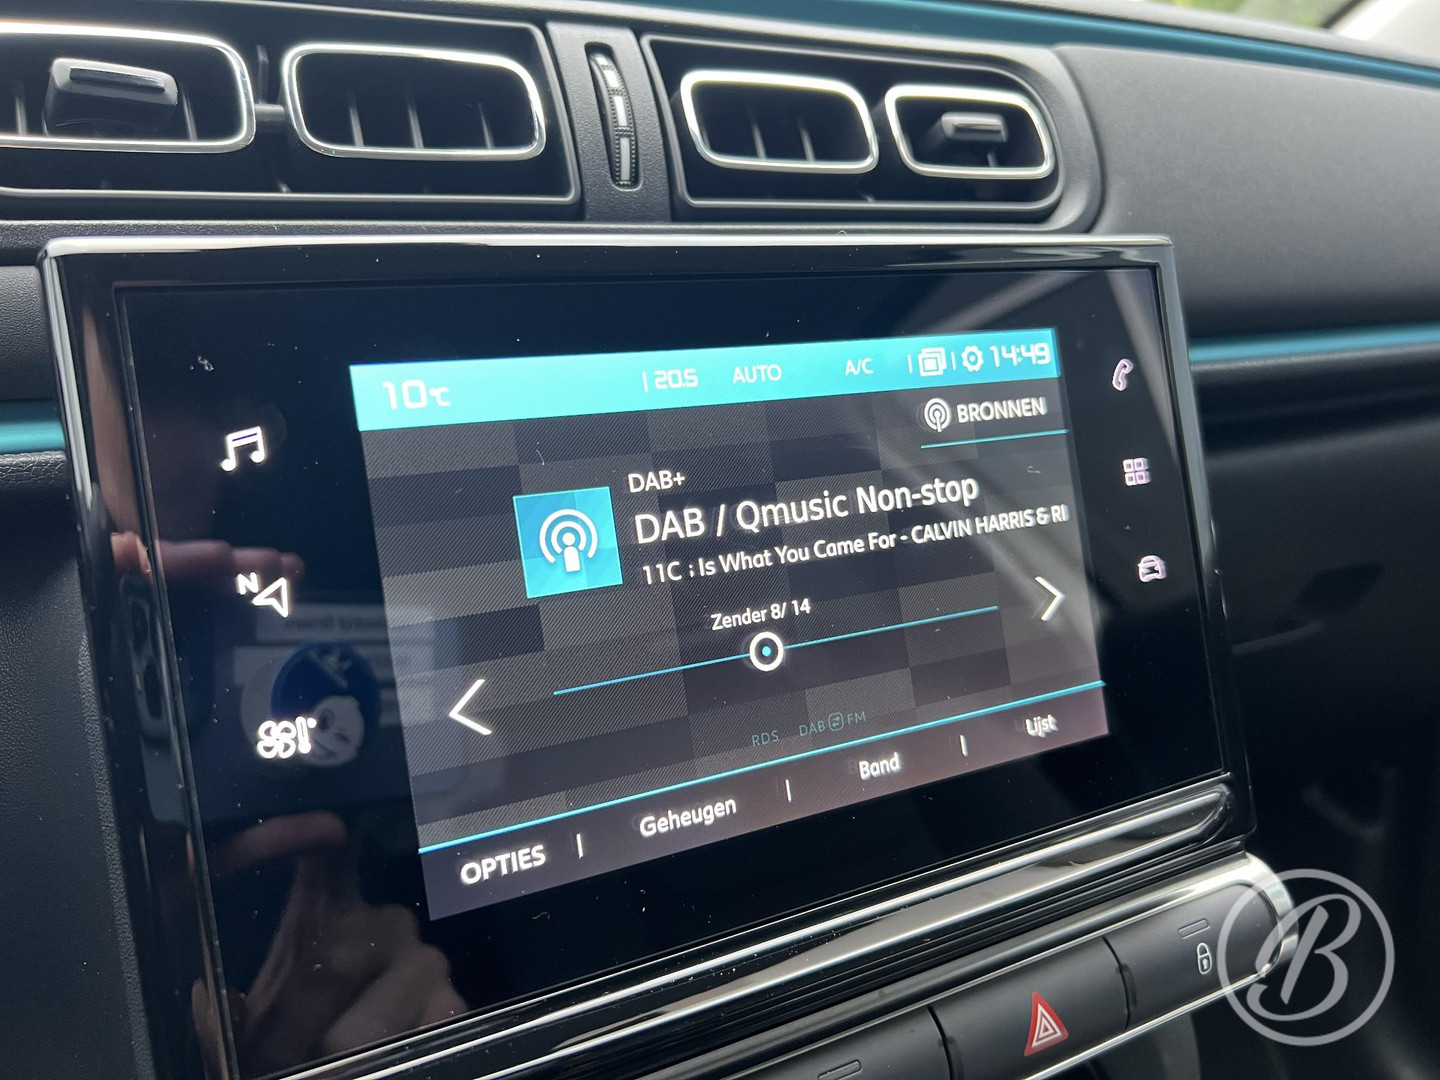 10°C | 20.5 AUTO A/C | | 14:49
BRONNEN
DAB+
DAB / Qmusic Non-stop
11C : Is What You Came For - CALVIN HARRIS & RI
Zender 8/ 14
N
RDS DAB FM
OPTIES | Geheugen | Band | Lijst
B